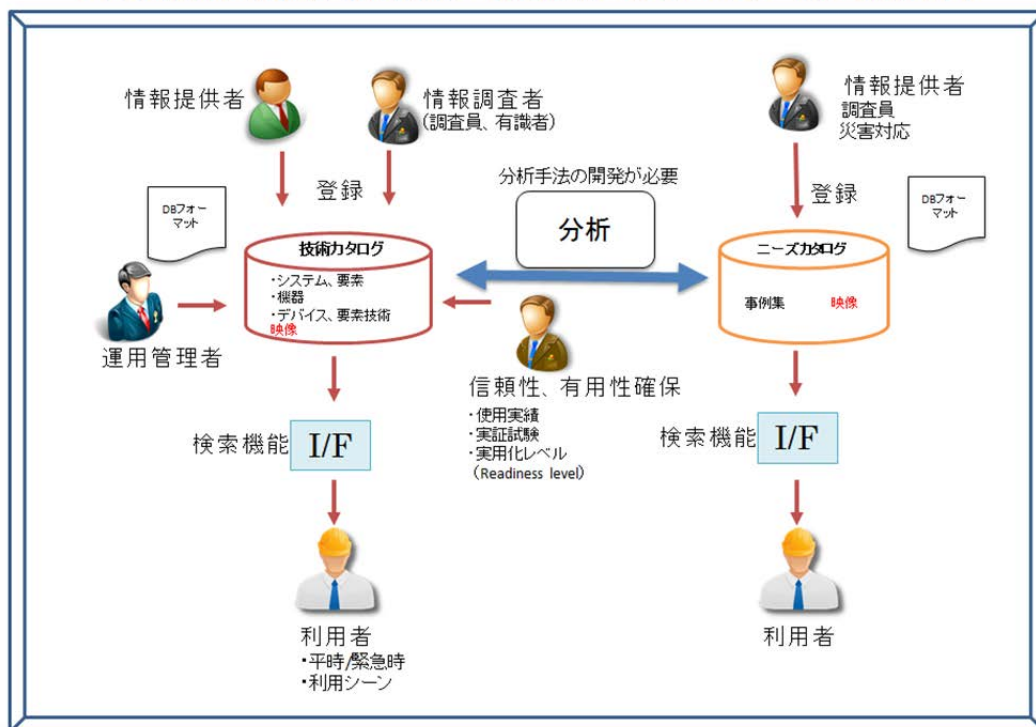 情報提供者
情報調査者
(調査員、有識者)
登録
DBフォー
マット
技術カタログ
・システム、要素
・機器
・デバイス、要素技術
映像
運用管理者
分析手法の開発が必要
分析
信頼性、有用性確保
・使用実績
・実証試験
・実用化レベル
(Readiness level)
検索機能
I/F
利用者
・平時/緊急時
・利用シーン
情報提供者
調査員
災害対応
登録
DBフォー
マット
ニーズカタログ
事例集 映像
検索機能
I/F
利用者